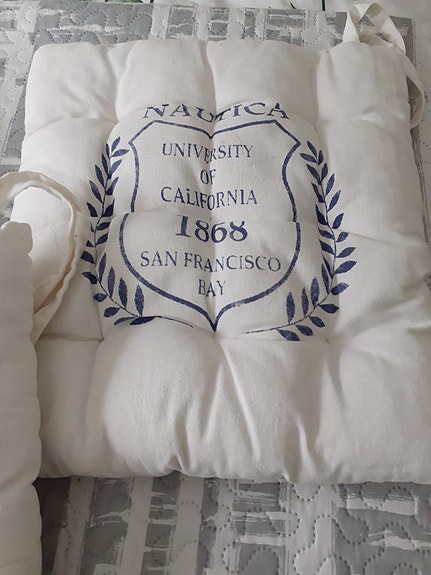 NAUTICA
UNIVERSITY
OF
CALIFORNIA
1868
SAN FRANCISCO
BAY